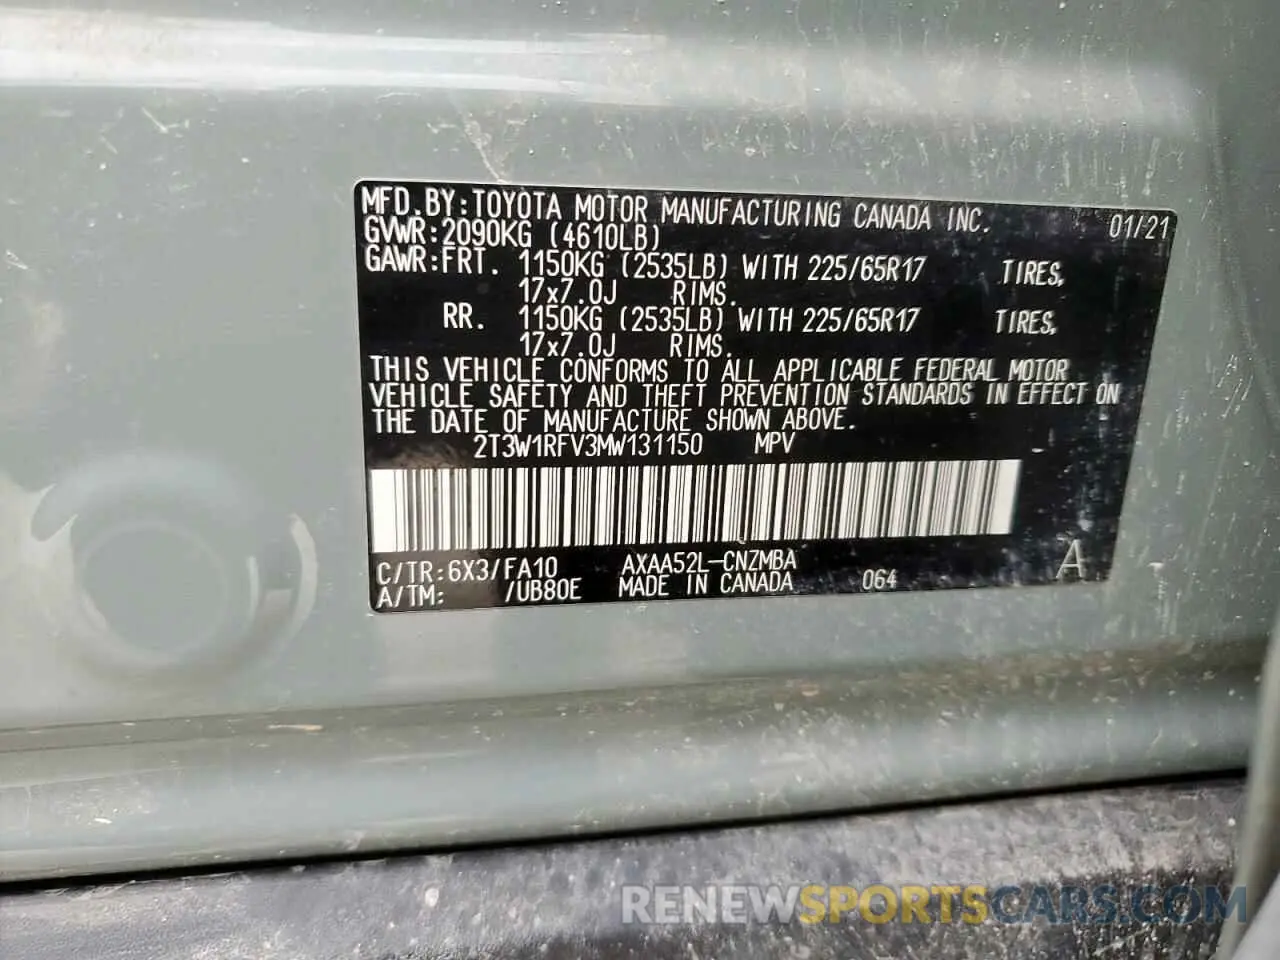 MFD. BY: TOYOTA MOTOR MANUFACTURING CANADA INC. 01/21
GVWR: 2090KG (4610LB)
GAWR: FRT. 1150KG (2535LB) WITH 225/65R17 TIRES,
17x7.0J RIMS.
RR. 1150KG (2535LB) WITH 225/65R17 TIRES,
17x7.0J RIMS.
THIS VEHICLE CONFORMS TO ALL APPLICABLE FEDERAL MOTOR
VEHICLE SAFETY AND THEFT PREVENTION STANDARDS IN EFFECT ON
THE DATE OF MANUFACTURE SHOWN ABOVE.
2T3W1RFV3MW131150 MPV
C/TR: 6X3/FA10 AXAA52L-CNZMBA A
A/TM: /UB80E MADE IN CANADA 064
RENEWSPORTSCARS.COM